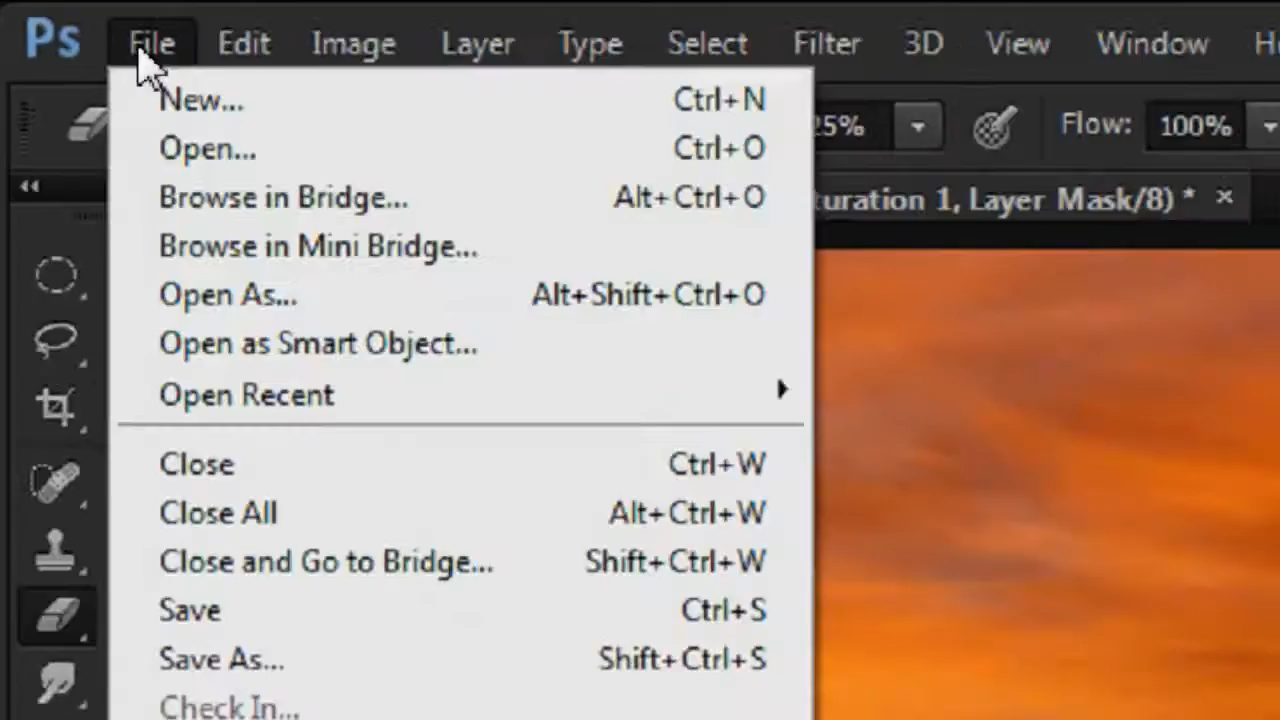 Ps File Edit Image Layer Type Select Filter 3D View Window
New... Ctrl+N
Open... Ctrl+O
25% Flow: 100%
Browse in Bridge... Alt+Ctrl+O
turation 1, Layer Mask/8) * ×
Browse in Mini Bridge...
Open As... Alt+Shift+Ctrl+O
Open as Smart Object...
Open Recent
Close Ctrl+W
Close All Alt+Ctrl+W
Close and Go to Bridge... Shift+Ctrl+W
Save Ctrl+S
Save As... Shift+Ctrl+S
Check In...